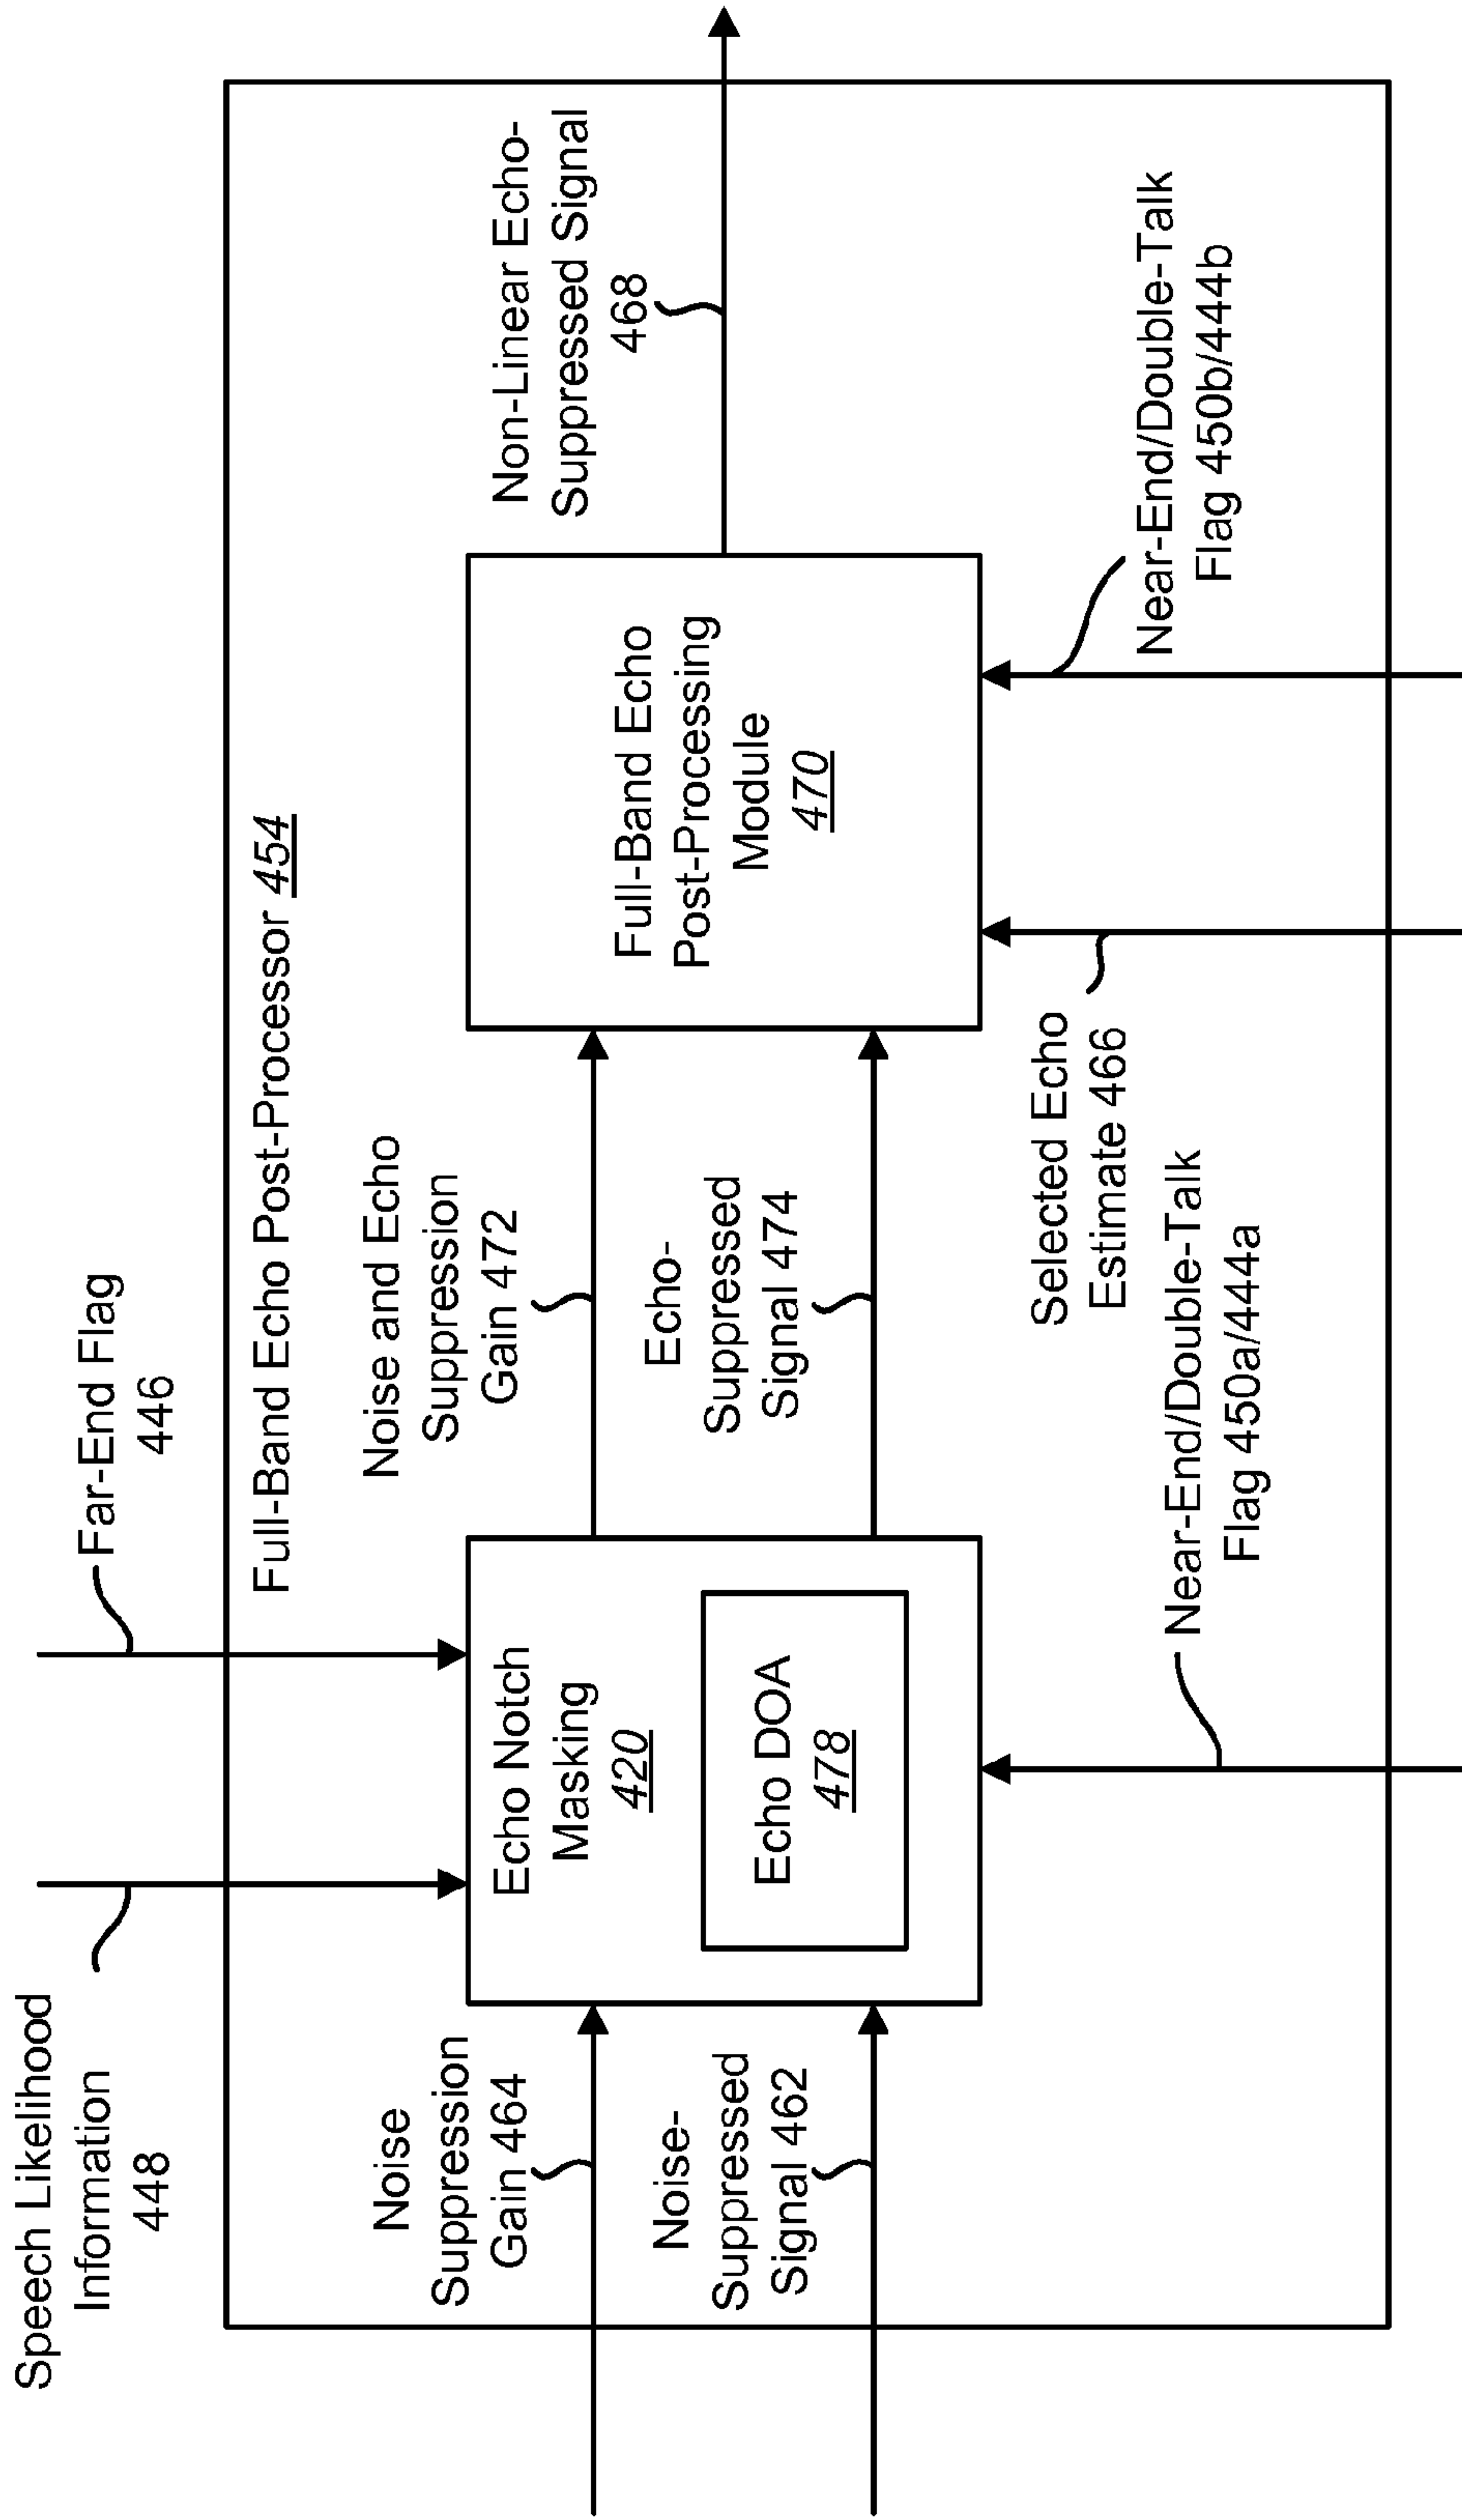 Speech Likelihood
Information
448
Far-End Flag
446
Full-Band Echo Post-Processor 454
Noise
Suppression
Gain 464
Noise-
Suppressed
Signal 462
Echo Notch
Masking
420
Echo DOA
478
Noise and Echo
Suppression
Gain 472
Echo-
Suppressed
Signal 474
Full-Band Echo
Post-Processing
Module
470
Non-Linear Echo-
Suppressed Signal
468
Near-End/Double-Talk
Flag 450a/444a
Selected Echo
Estimate 466
Near-End/Double-Talk
Flag 450b/444b